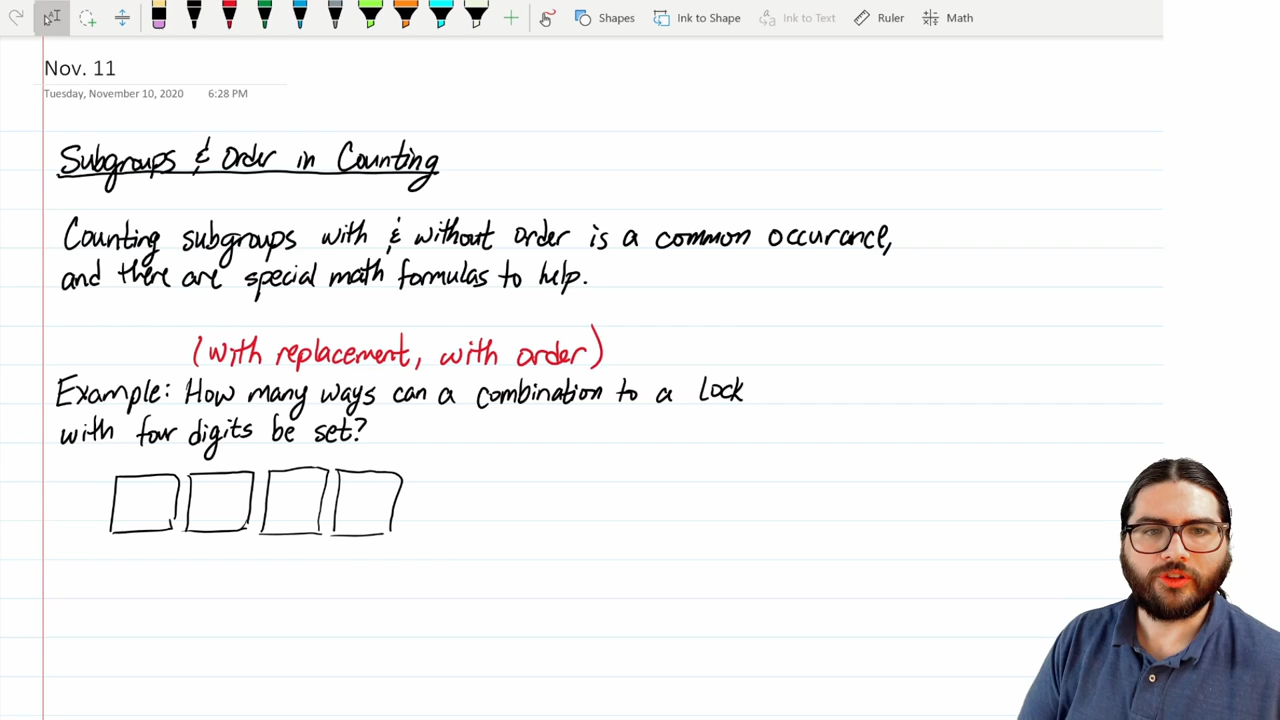 Shapes Ink to Shape Ink to Text Ruler Math
Nov. 11
Tuesday, November 10, 2020 6:28 PM
Subgroups & Order in Counting
Counting subgroups with & without order is a common occurance,
and there are special math formulas to help.
(with replacement, with order)
Example: How many ways can a combination to a lock
with four digits be set?